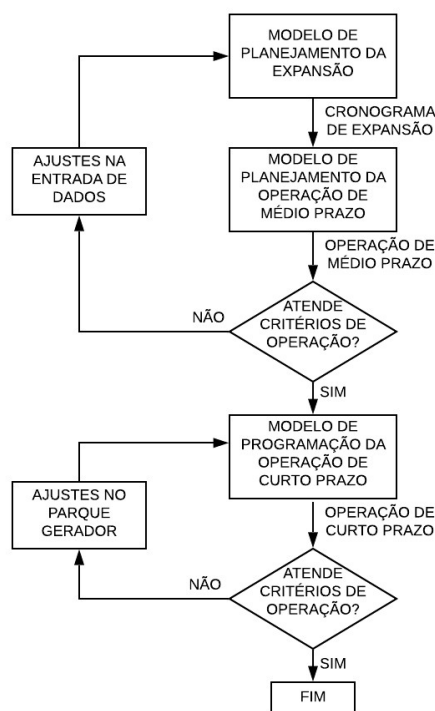 MODELO DE
PLANEJAMENTO DA
EXPANSÃO
CRONOGRAMA
DE EXPANSÃO
AJUSTES NA
ENTRADA DE
DADOS
MODELO DE
PLANEJAMENTO DA
OPERAÇÃO DE
MÉDIO PRAZO
OPERAÇÃO DE
MÉDIO PRAZO
ATENDE
CRITÉRIOS DE
OPERAÇÃO?
NÃO
SIM
MODELO DE
PROGRAMAÇÃO DA
OPERAÇÃO DE
CURTO PRAZO
AJUSTES NO
PARQUE
GERADOR
OPERAÇÃO DE
CURTO PRAZO
ATENDE
CRITÉRIOS DE
OPERAÇÃO?
NÃO
SIM
FIM